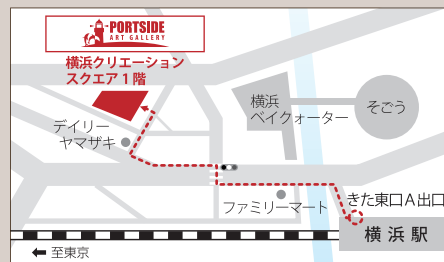 PORTSIDE
ART GALLERY
横浜クリエーション
スクエア1階
デイリー
ヤマザキ
横浜
ベイクォーター
そごう
ファミリーマート
きた東口A出口
横浜駅
至東京